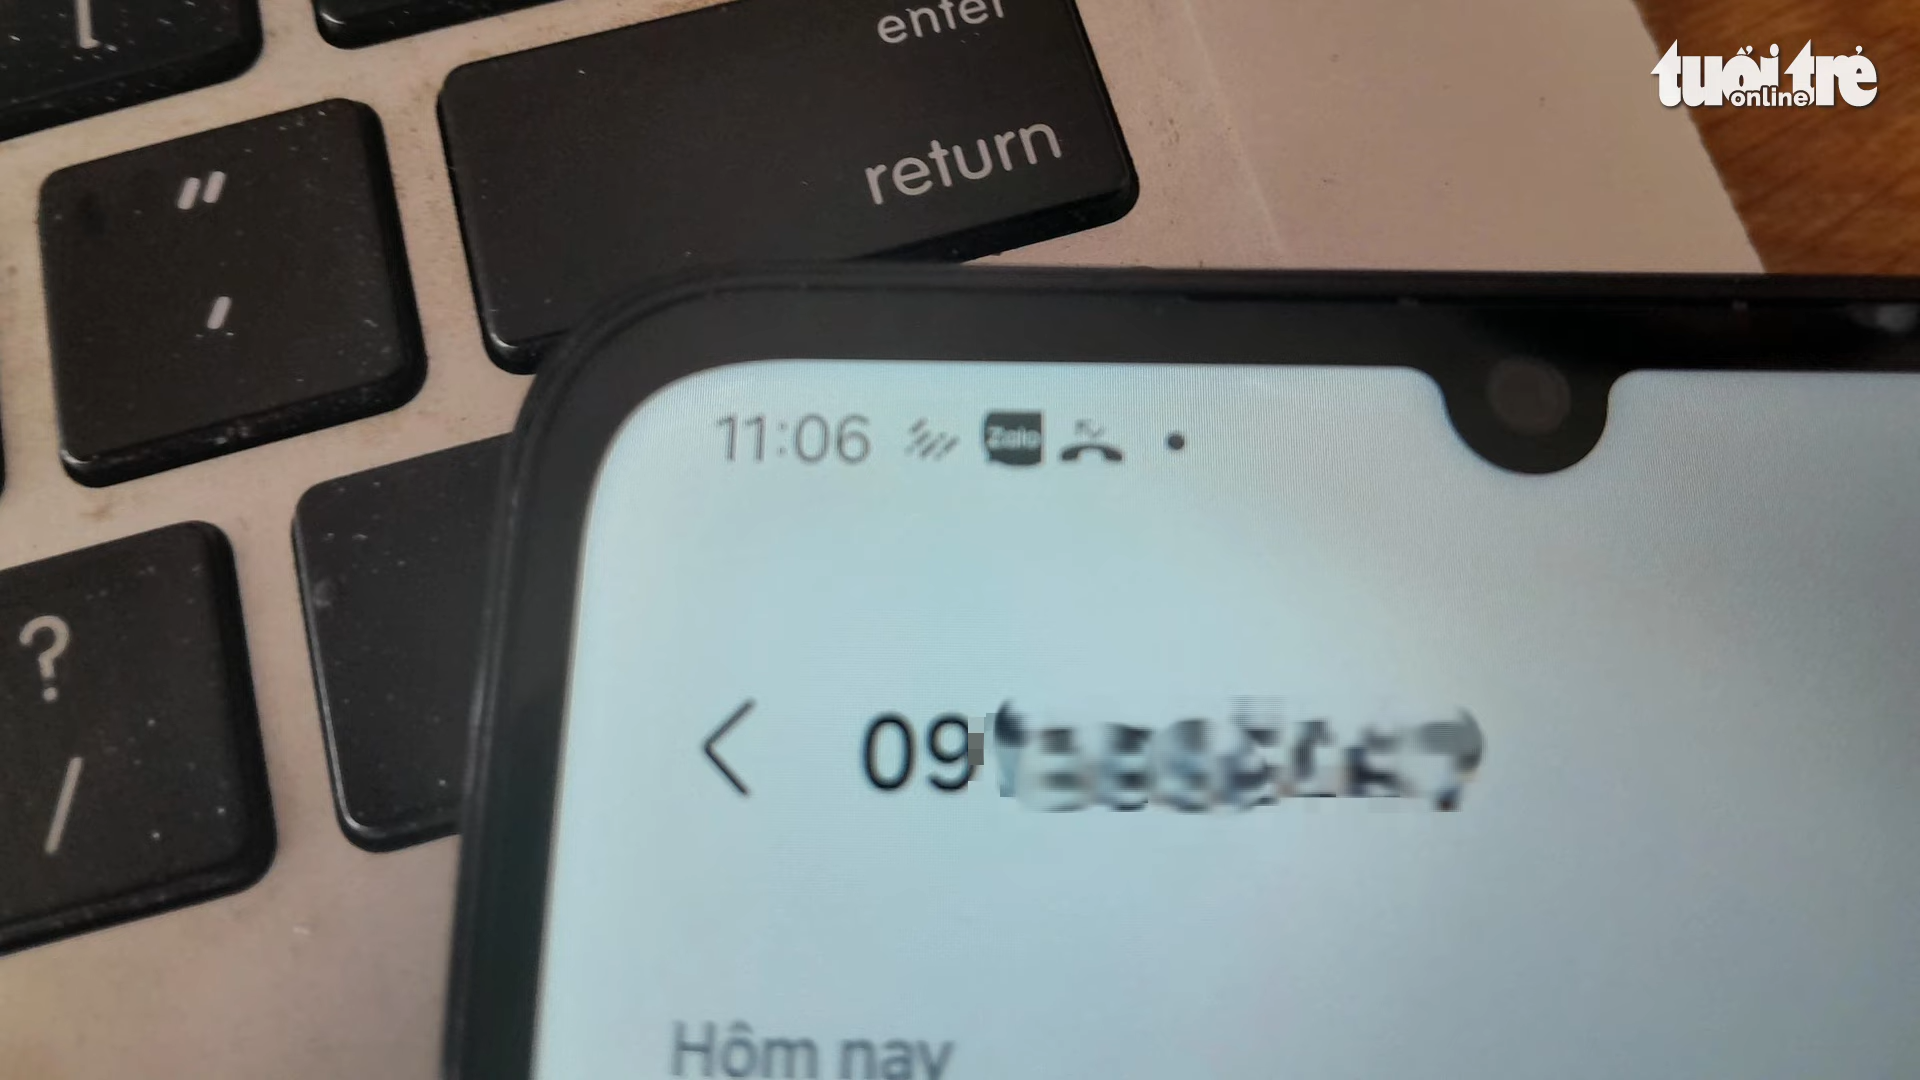 enter
return
"
'
?
/
tuổi trẻ
online
11:06
Zalo
09
Hôm nay